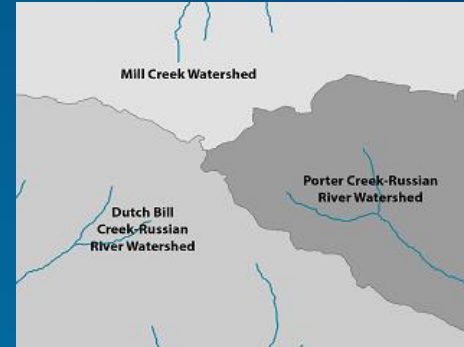 Mill Creek Watershed
Porter Creek-Russian
River Watershed
Dutch Bill
Creek-Russian
River Watershed